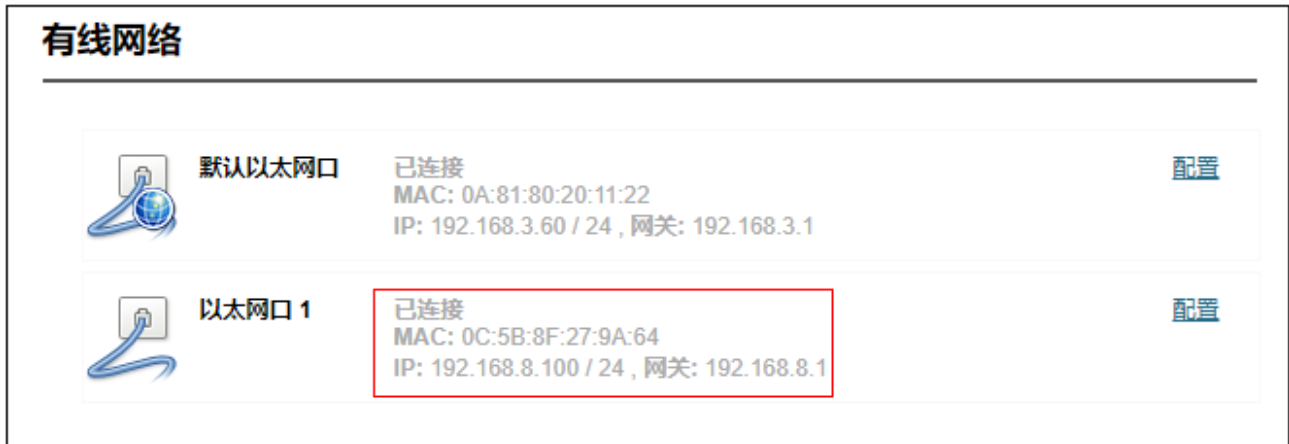 有线网络
默认以太网口
已连接
MAC: 0A:81:80:20:11:22
IP: 192.168.3.60 / 24 , 网关: 192.168.3.1
配置
以太网口 1
已连接
MAC: 0C:5B:8F:27:9A:64
IP: 192.168.8.100 / 24 , 网关: 192.168.8.1
配置